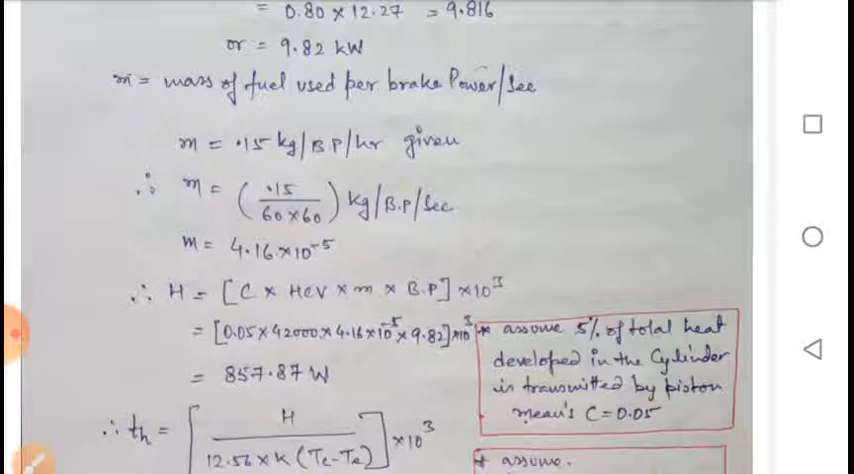 = 0.80 × 12.27 = 9.816
or = 9.82 kW
m = mass of fuel used per brake Power/Sec
m = .15 kg/B P/hr given
∴ m = (.15 / 60×60) kg/B.P/Sec
m = 4.16 × 10⁻⁵
∴ H = [C × HCV × m × B.P] × 10³
= [0.05 × 42000 × 4.16 × 10⁻⁵ × 9.82] × 10³
= 857.87 W
* assume 5% of total heat
developed in the Cylinder
is transmitted by piston
mean's C = 0.05
∴ th = [H / 12.56 × K (Tc - Te)] × 10³
* assume.